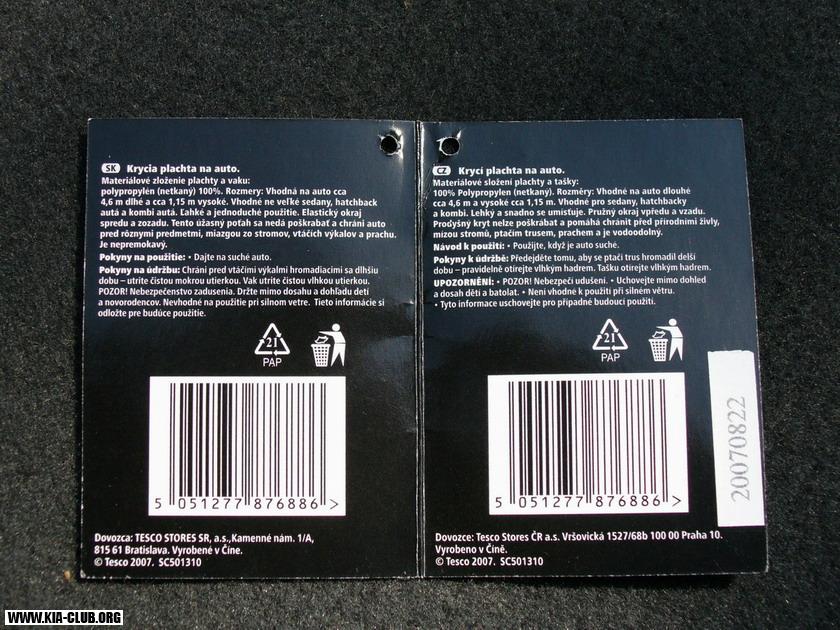 SK Krycia plachta na auto.
Materiálové zloženie plachty a vaku:
polypropylén (netkaný) 100%. Rozmery: Vhodná na auto cca
4,6 m dlhé a cca 1,15 m vysoké. Vhodné na veľké sedany, hatchback
autá a kombi autá. Ľahké a jednoduché použitie. Elastický okraj
spredu a zozadu. Tento úžasný poťah sa nedá poškrabať a chráni auto
pred rôznymi predmetmi, miazgou zo stromov, vtáčích výkalov a prachu.
Je nepremokavý.
Pokyny na použitie: • Dajte na suché auto.
Pokyny na údržbu: Chráni pred vtáčími výkalmi hromadiacimi sa dlhšiu
dobu – utrite čistou mokrou utierkou. Vak utrite čistou vlhkou utierkou.
POZOR! Nebezpečenstvo zadusenia. Držte mimo dosahu a dohľadu detí
a novorodencov. Nevhodné na použitie pri silnom vetre. Tieto informácie si
odložte pre budúce použitie.
21
PAP
5 051277 876886 >
Dovozca: TESCO STORES SR, a.s.,Kamenné nám. 1/A,
815 61 Bratislava. Vyrobené v Číne.
© Tesco 2007. SC501310
CZ Krycí plachta na auto.
Materiálové složení plachty a tašky:
100% Polypropylen (netkaný). Rozměry: Vhodné na auto dlouhé
cca 4,6 m a vysoké cca 1,15 m. Vhodné pro sedany, hatchbacky
a kombi. Lehky a snadno se umisťuje. Pružný okraj vpředu a vzadu.
Prodyšný kryt nelze poškrábat a pomáhá chránit před přírodními živly,
mízou stromů, ptačím trusem, prachem a je vodoodolný.
Návod k použití: • Použijte, když je auto suche.
Pokyny k údržbě: Předejděte tomu, aby se ptačí trus hromadil delší
dobu – pravidelně otírejte vlhkým hadrem. Tašku otírejte vlhkým hadrem.
UPOZORNĚNÍ: • POZOR! Nebezpečí udušení. • Uchovejte mimo dohled
a dosah dětí a batolat. • Není vhodné k použití při silném větru.
• Tyto informace uschovejte pro případné budoucí použití.
21
PAP
5 051277 876886 >
20070822
Dovozce: Tesco Stores ČR a.s. Vršovická 1527/68b 100 00 Praha 10.
Vyrobeno v Číně.
© Tesco 2007. SC501310
WWW.KIA-CLUB.ORG